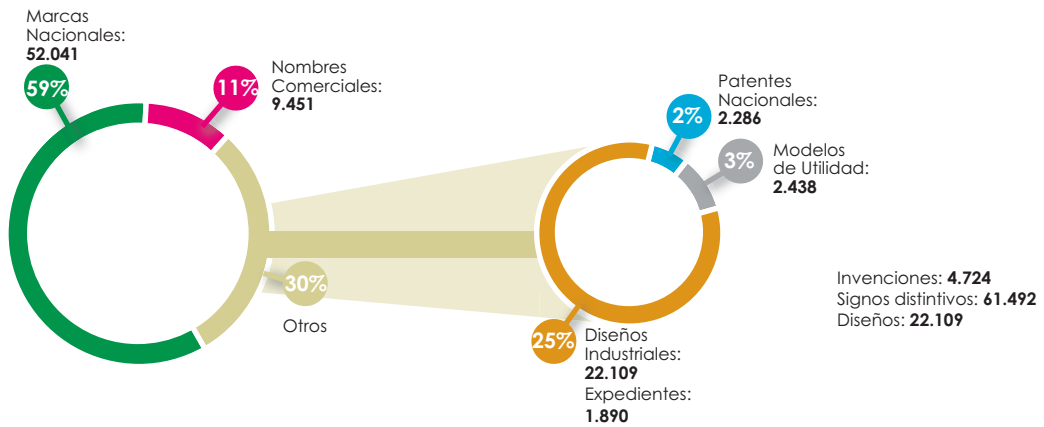 Marcas
Nacionales:
52.041
59%
11%
Nombres
Comerciales:
9.451
30%
Otros
2%
Patentes
Nacionales:
2.286
3%
Modelos
de Utilidad:
2.438
25%
Diseños
Industriales:
22.109
Expedientes:
1.890
Invenciones: 4.724
Signos distintivos: 61.492
Diseños: 22.109